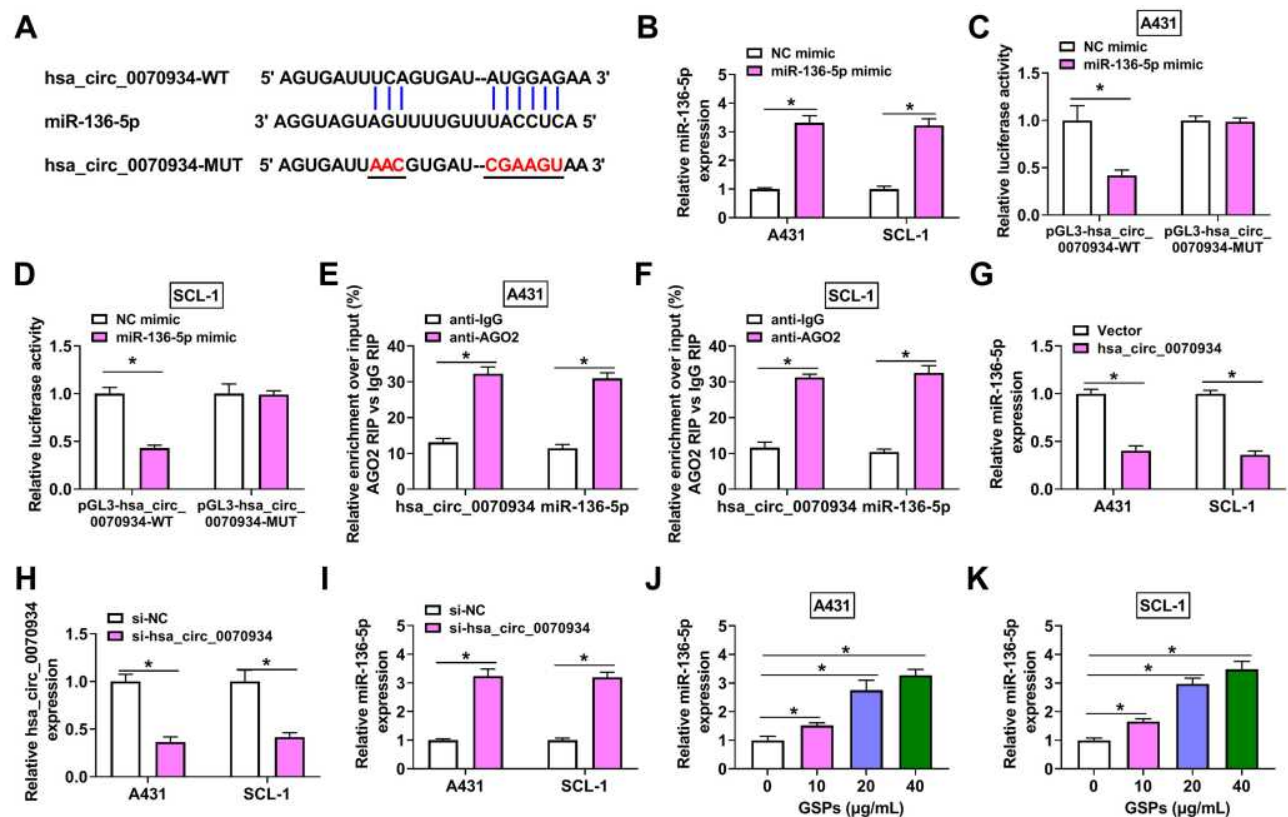 A
hsa_circ_0070934-WT 5' AGUGAUUUCAGUGAU--AUGGAGAA 3'
miR-136-5p 3' AGGUAGUAGUUUUGUUUACCUCA 5'
hsa_circ_0070934-MUT 5' AGUGAUUAACGUGAU--CGAAGUAA 3'
B
NC mimic
miR-136-5p mimic
Relative miR-136-5p
expression
5
4
3
2
1
0
*
*
A431
SCL-1
C
A431
NC mimic
miR-136-5p mimic
Relative luciferase activity
1.5
1.0
0.5
0.0
*
pGL3-hsa_circ_
0070934-WT
pGL3-hsa_circ_
0070934-MUT
D
SCL-1
NC mimic
miR-136-5p mimic
Relative luciferase activity
1.5
1.0
0.5
0.0
*
pGL3-hsa_circ_
0070934-WT
pGL3-hsa_circ_
0070934-MUT
E
A431
anti-IgG
anti-AGO2
Relative enrichment over input (%)
AGO2 RIP vs IgG RIP
40
30
20
10
0
*
*
hsa_circ_0070934
miR-136-5p
F
SCL-1
anti-IgG
anti-AGO2
Relative enrichment over input (%)
AGO2 RIP vs IgG RIP
40
30
20
10
0
*
*
hsa_circ_0070934
miR-136-5p
G
Vector
hsa_circ_0070934
Relative miR-136-5p
expression
1.5
1.0
0.5
0.0
*
*
A431
SCL-1
H
si-NC
si-hsa_circ_0070934
Relative hsa_circ_0070934
expression
1.5
1.0
0.5
0.0
*
*
A431
SCL-1
I
si-NC
si-hsa_circ_0070934
Relative miR-136-5p
expression
5
4
3
2
1
0
*
*
A431
SCL-1
J
A431
Relative miR-136-5p
expression
5
4
3
2
1
0
*
*
*
0
10
20
40
GSPs (μg/mL)
K
SCL-1
Relative miR-136-5p
expression
5
4
3
2
1
0
*
*
*
0
10
20
40
GSPs (μg/mL)